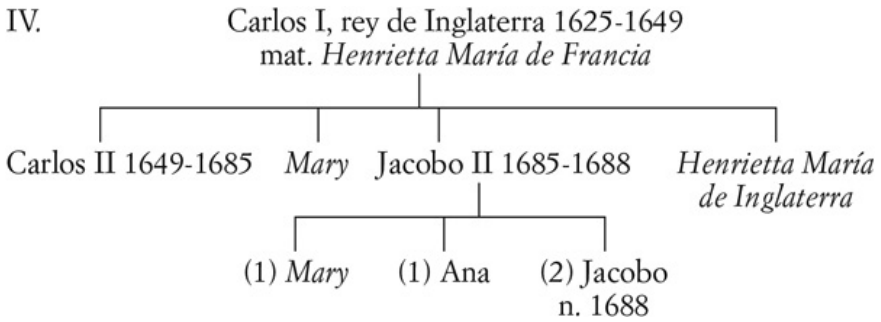 IV.
Carlos I, rey de Inglaterra 1625-1649
mat. Henrietta María de Francia
Carlos II 1649-1685
Mary
Jacobo II 1685-1688
Henrietta María
de Inglaterra
(1) Mary
(1) Ana
(2) Jacobo
n. 1688